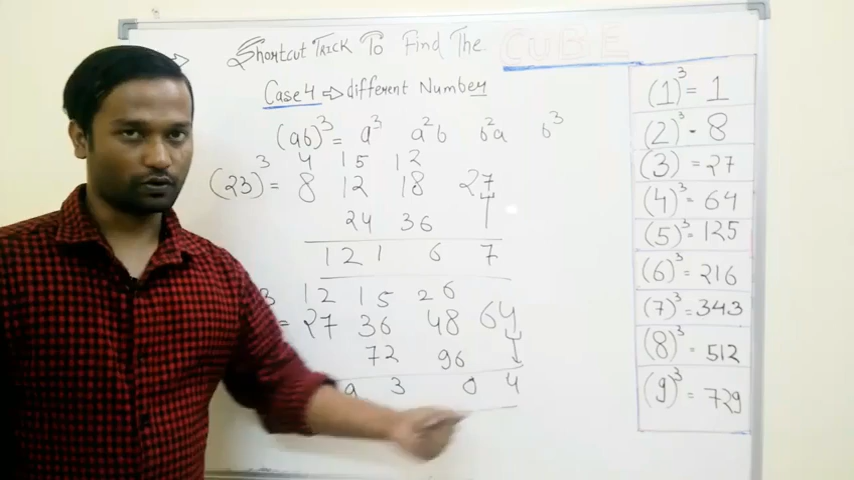 Shortcut Trick To Find The CUBE
Case 4 ⇒ different Number
(ab)³ = a³ a²b b²a b³
4 15 12
(23)³ = 8 12 18 27
24 36
12 1 6 7
3 12 15 26
= 27 36 48 64
72 96
9 3 0 4
(1)³ = 1
(2)³ - 8
(3) = 27
(4)³ = 64
(5)³ = 125
(6)³ = 216
(7)³ = 343
(8)³ = 512
(9)³ = 729